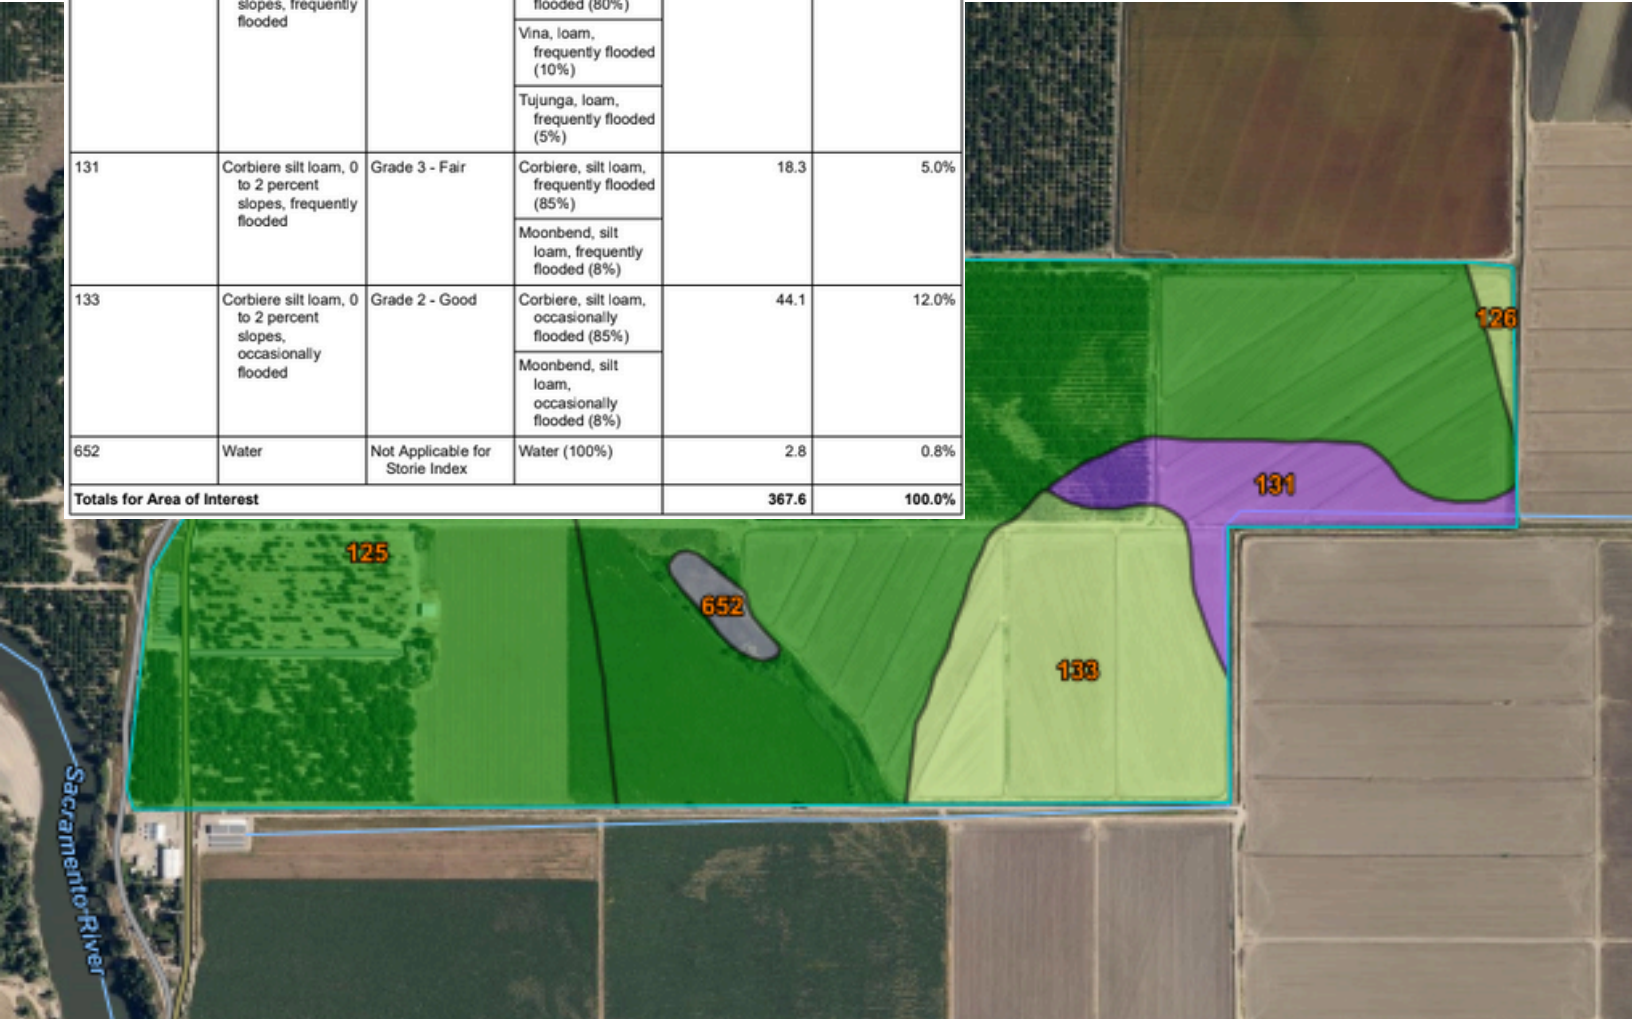 slopes, frequently
flooded
flooded (80%)
Vina, loam,
frequently flooded
(10%)
Tujunga, loam,
frequently flooded
(5%)
131
Corbiere silt loam, 0
to 2 percent
slopes, frequently
flooded
Grade 3 - Fair
Corbiere, silt loam,
frequently flooded
(85%)
Moonbend, silt
loam, frequently
flooded (8%)
18.3
5.0%
133
Corbiere silt loam, 0
to 2 percent
slopes,
occasionally
flooded
Grade 2 - Good
Corbiere, silt loam,
occasionally
flooded (85%)
Moonbend, silt
loam,
occasionally
flooded (8%)
44.1
12.0%
652
Water
Not Applicable for
Storie Index
Water (100%)
2.8
0.8%
Totals for Area of Interest
367.6
100.0%
126
131
125
652
133
Sacramento River